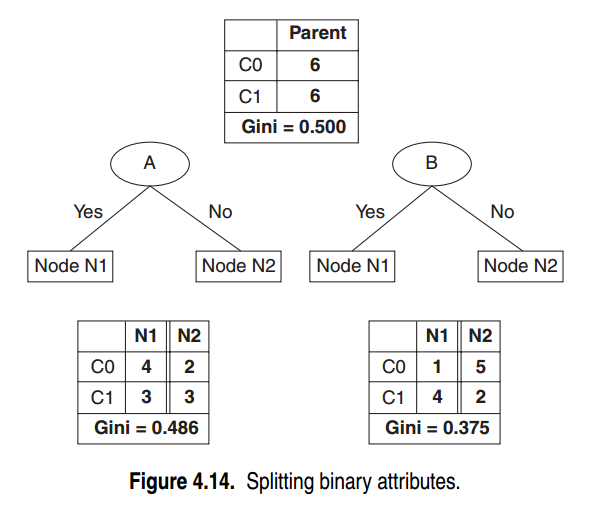 Parent
C0 6
C1 6
Gini = 0.500
A
B
Yes No Yes No
Node N1 Node N2 Node N1 Node N2
N1 N2
C0 4 2
C1 3 3
Gini = 0.486
N1 N2
C0 1 5
C1 4 2
Gini = 0.375
Figure 4.14. Splitting binary attributes.